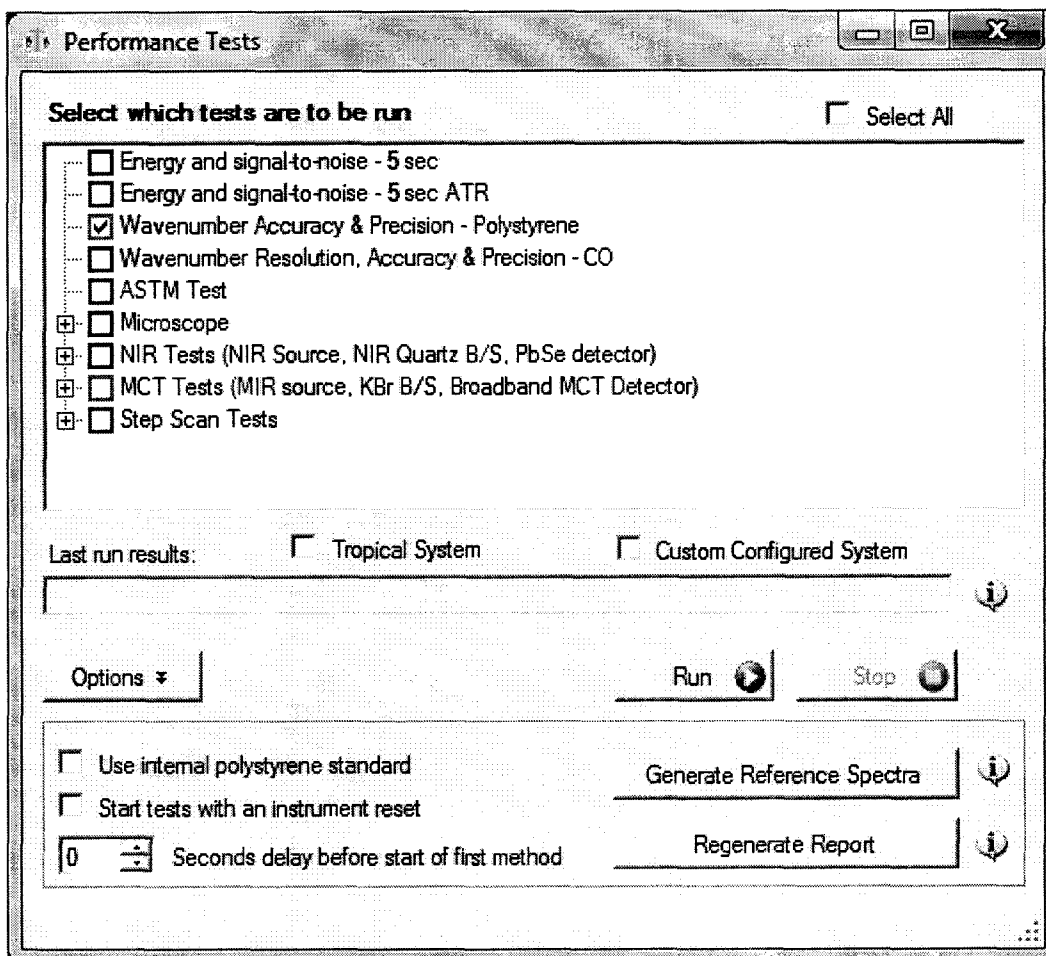 Performance Tests
Select which tests are to be run
Select All
Energy and signal-to-noise - 5 sec
Energy and signal-to-noise - 5 sec ATR
Wavenumber Accuracy & Precision - Polystyrene
Wavenumber Resolution, Accuracy & Precision - CO
ASTM Test
Microscope
NIR Tests (NIR Source, NIR Quartz B/S, PbSe detector)
MCT Tests (MIR source, KBr B/S, Broadband MCT Detector)
Step Scan Tests
Last run results:
Tropical System
Custom Configured System
Options
Run
Stop
Use internal polystyrene standard
Generate Reference Spectra
Start tests with an instrument reset
0 Seconds delay before start of first method
Regenerate Report